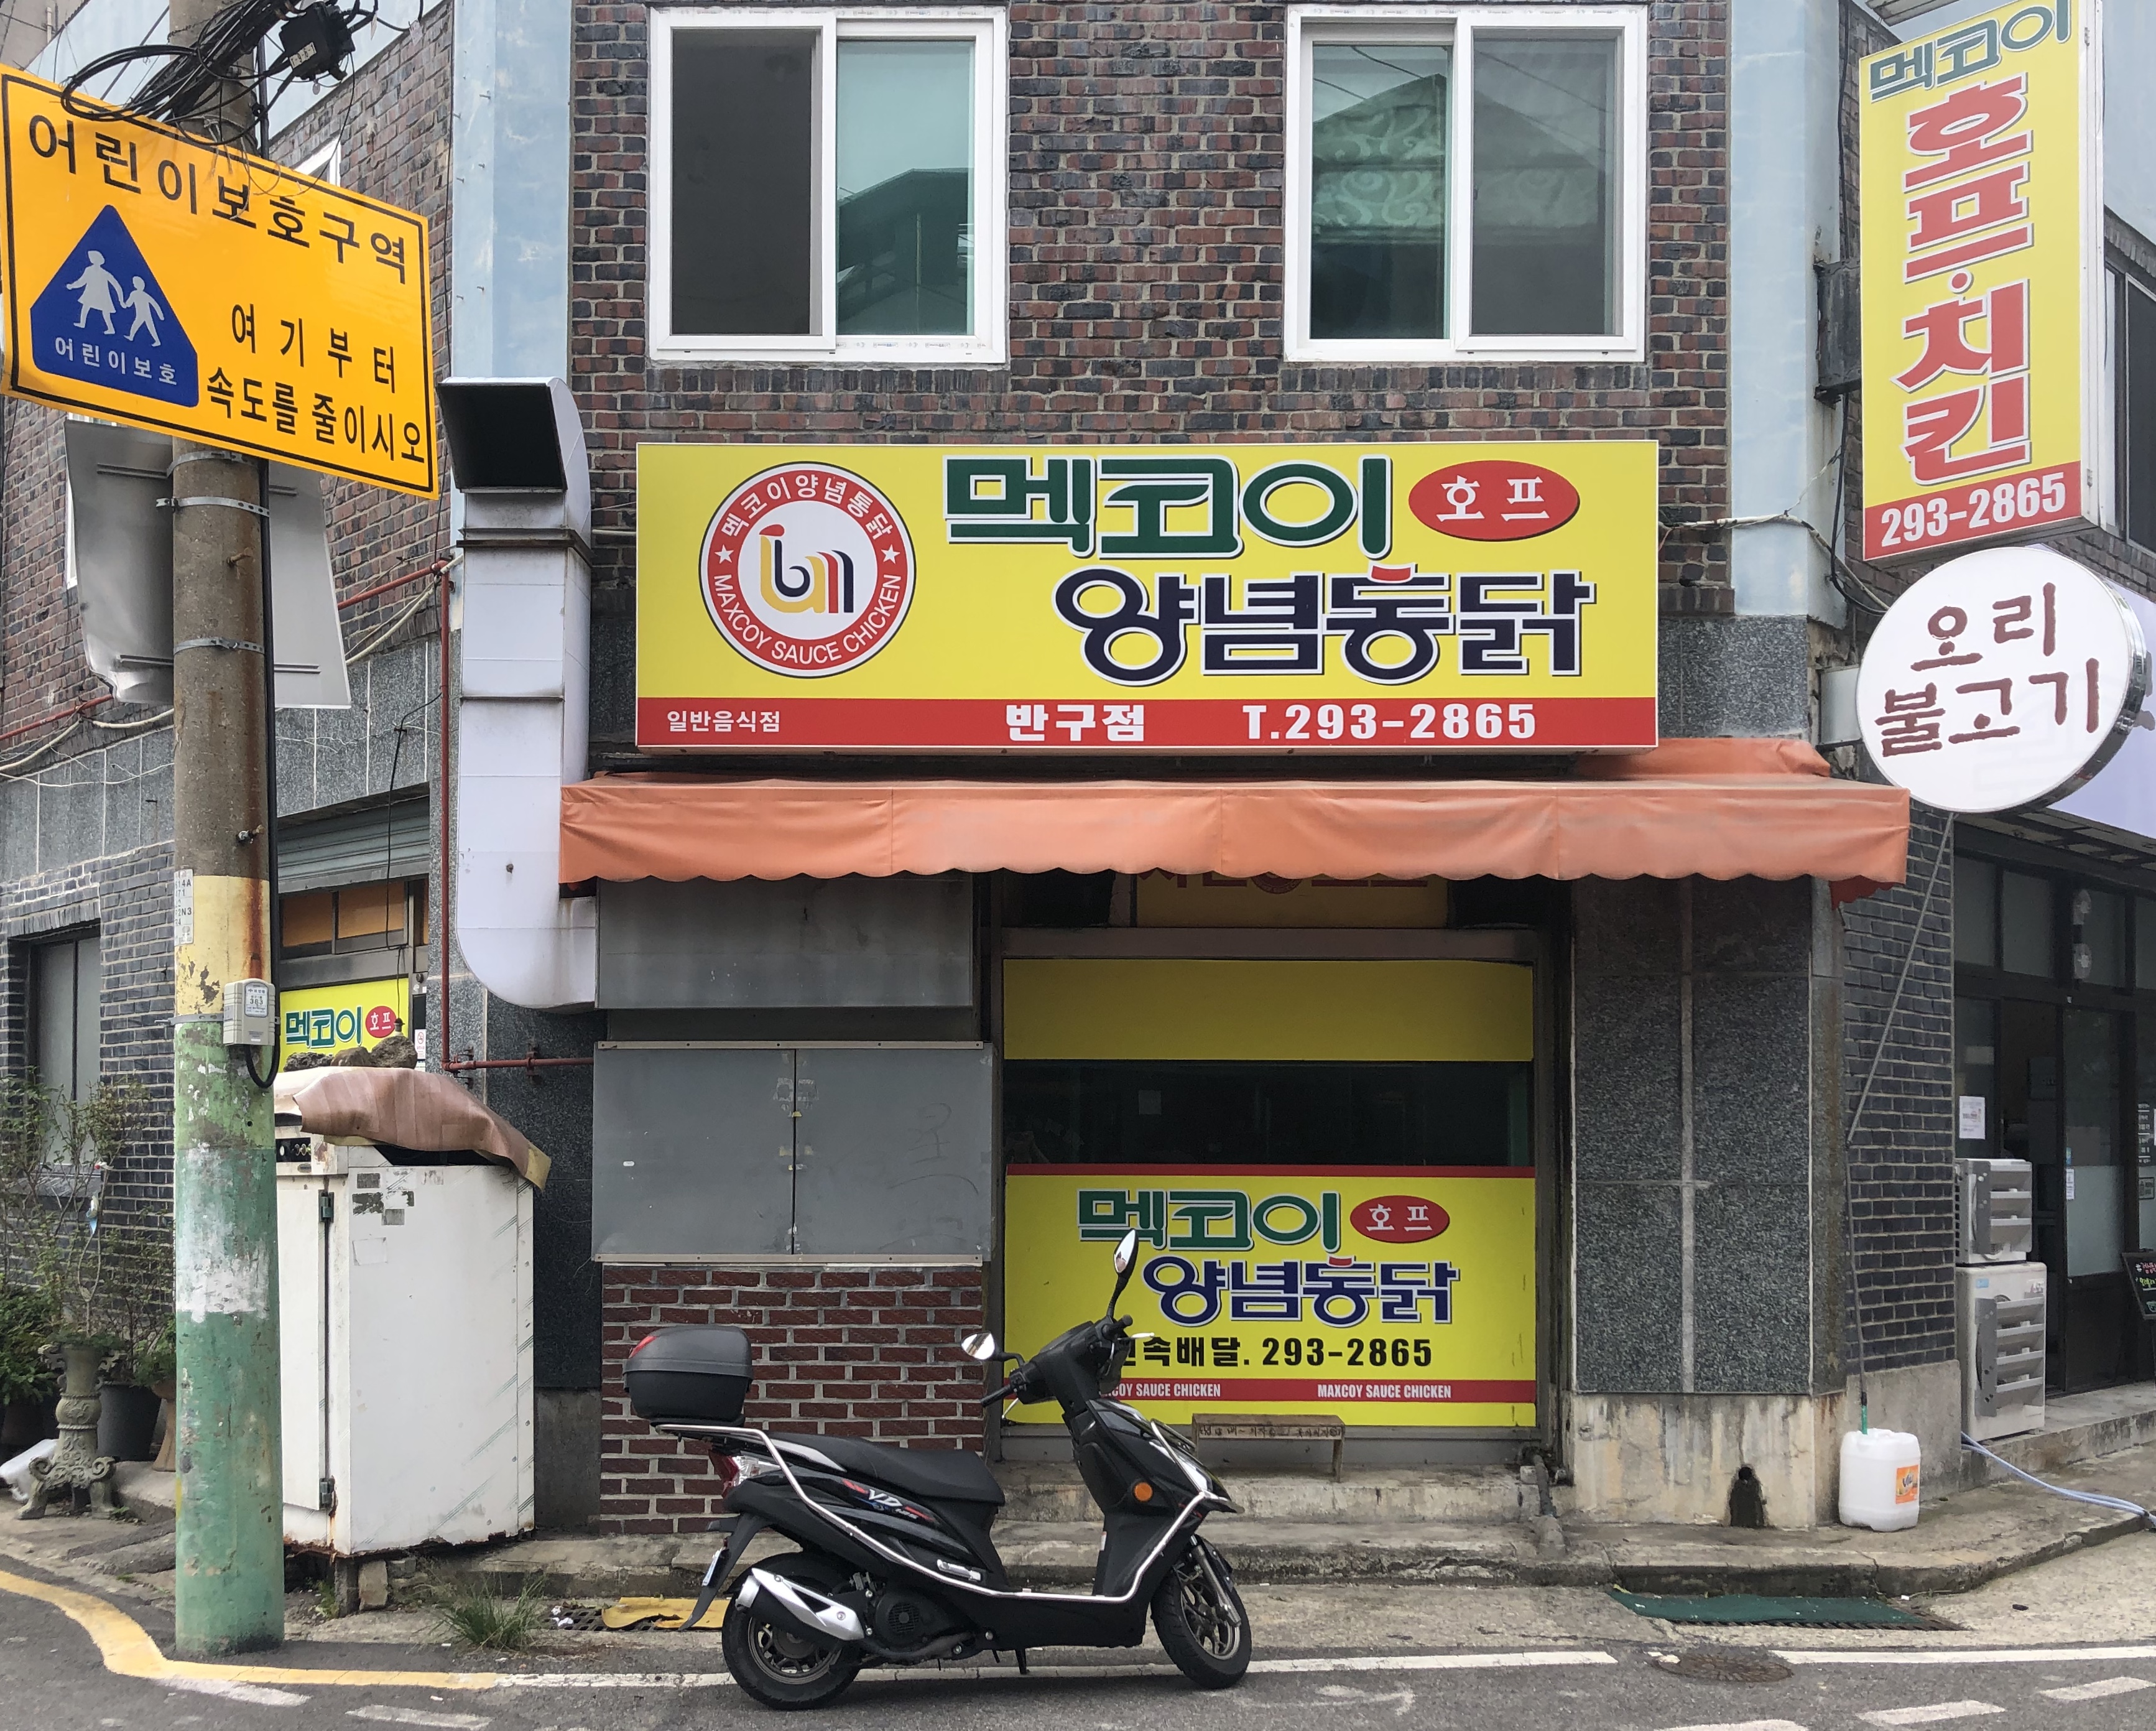 어린이보호구역
어린이보호
여기부터
속도를 줄이시오
멕코이
호프·치킨
293-2865
오리
불고기
멕코이양념통닭
MAXCOY SAUCE CHICKEN
멕코이 호프
양념통닭
일반음식점 반구점 T.293-2865
멕코이 호프
멕코이 호프
양념통닭
배달. 293-2865
SAUCE CHICKEN MAXCOY SAUCE CHICKEN
VD